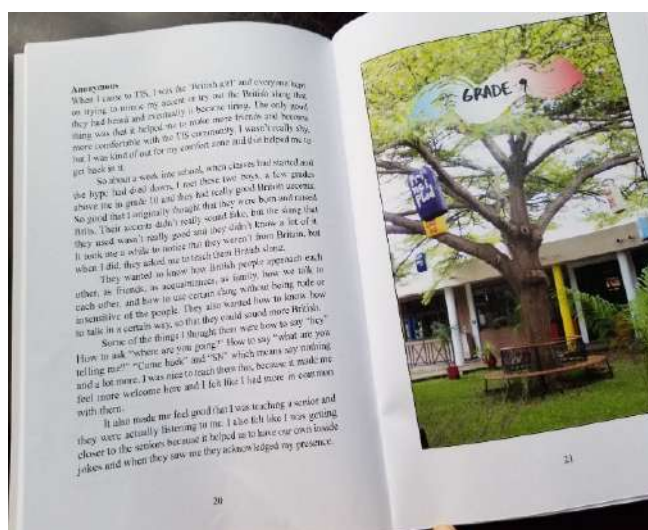 Anonymous
When I came to TIS, I was the "British girl" and everyone kept
on trying to mimic my accent or try out the British slang that
they had heard and eventually it became tiring. The only good
thing was that it helped me to make more friends and become
more comfortable with the TIS community. I wasn't really shy,
but I was kind of out for my comfort zone and this helped me to
get back in it.
So about a week into school, when classes had started and
the hype had died down, I met these two boys, a few grades
above me in grade 10 and they had really good British accents.
So good that I originally thought that they were born and raised
Brits. Their accents didn't really sound fake, but the slang that
they used wasn't really good and they didn't know a lot of it.
It took me a while to notice that they weren't from Britain, but
when I did, they asked me to teach them British slang.
They wanted to know how British people approach each
other, as friends, as acquaintances, as family, how we talk to
each other, and how to use certain slang without being rude or
insensitive of the people. They also wanted to know how
to talk in a certain way, so that they could sound more British.
Some of the things I thought them were how to say "hey"
How to ask "where are you going?" How to say "what are you
telling me!" "Come back" and "SN" which means say nothing
and a lot more. I was nice to teach them this, because it made me
feel more welcome here and I felt like I had more in common
with them.
It also made me feel good that I was teaching a senior and
they were actually listening to me. I also felt like I was getting
closer to the seniors because it helped us to have our own inside
jokes and when they saw me they acknowledged my presence.
20
GRADE
21